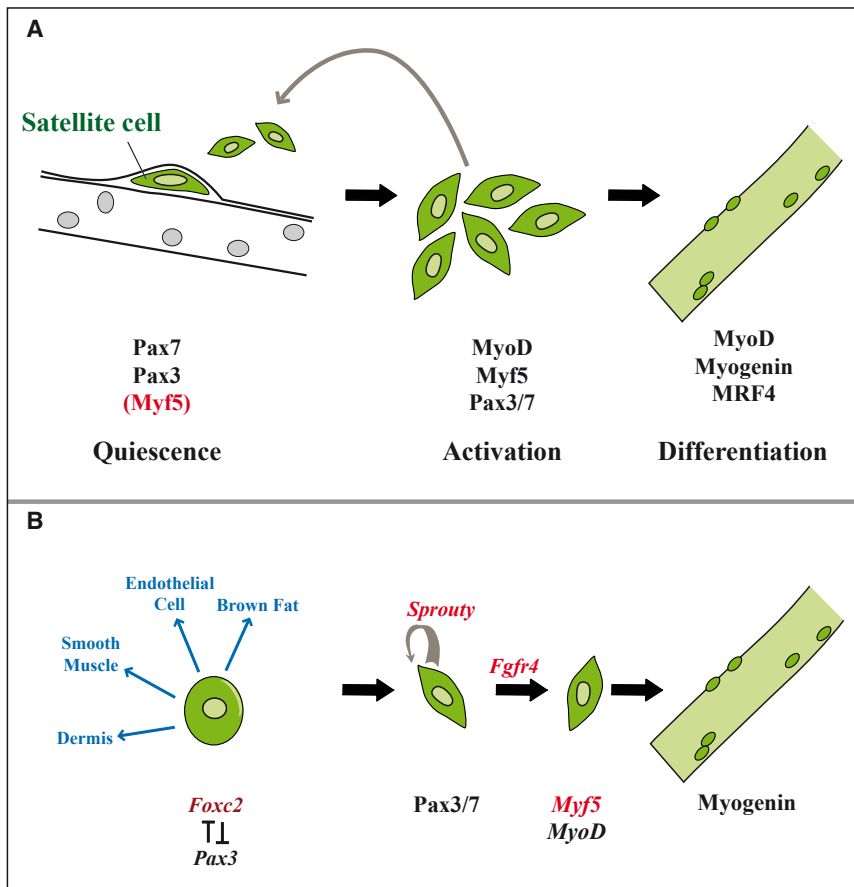 A
Satellite cell
Pax7
Pax3
(Myf5)
Quiescence
MyoD
Myf5
Pax3/7
Activation
MyoD
Myogenin
MRF4
Differentiation
B
Endothelial
Cell
Brown Fat
Smooth
Muscle
Dermis
Foxc2
Pax3
Sprouty
Pax3/7
Fgfr4
Myf5
MyoD
Myogenin